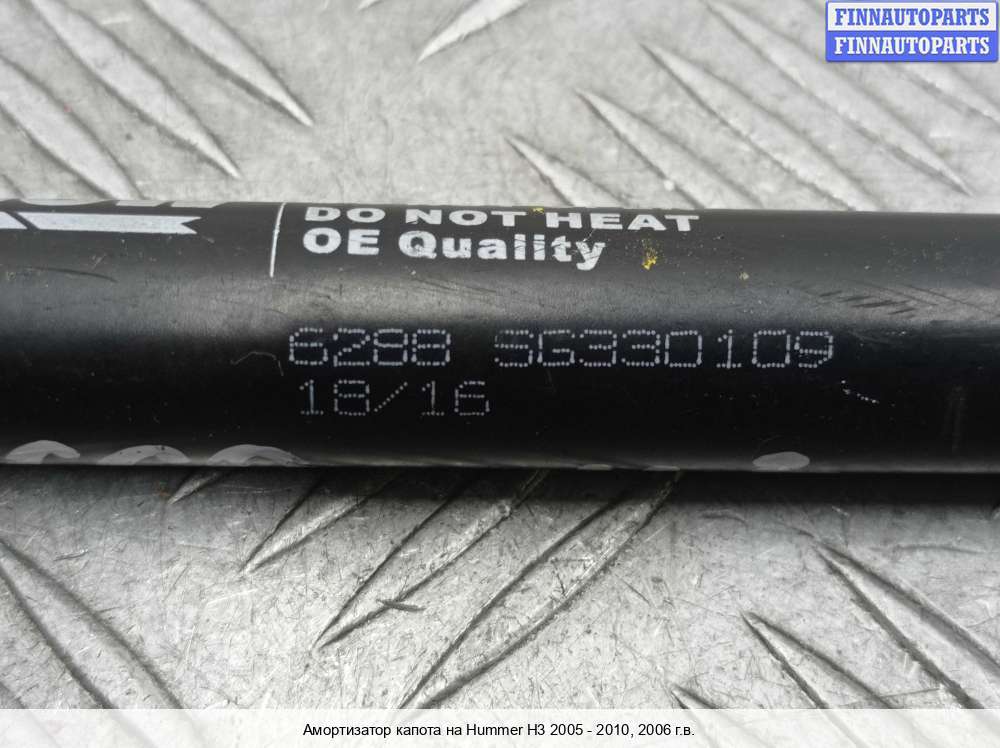 FINNAUTOPARTS
FINNAUTOPARTS
DO NOT HEAT
OE Quality
6288 SG330109
18/16
Амортизатор капота на Hummer H3 2005 - 2010, 2006 г.в.